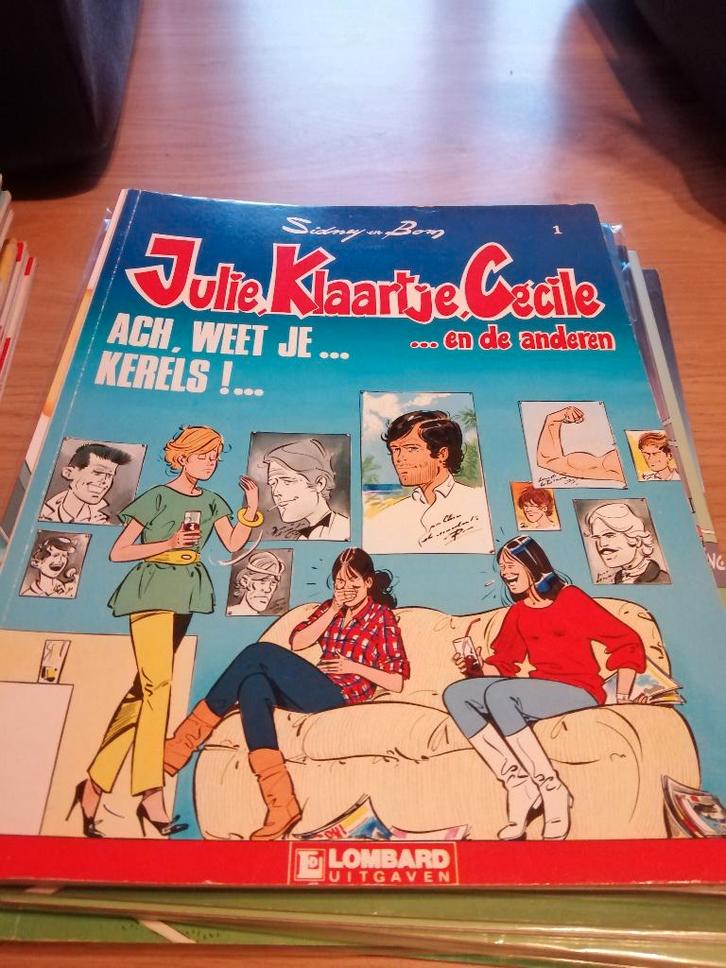 Sidney en Bom
1
Julie, Klaartje, Cecile
... en de anderen
ACH, WEET JE ...
KERELS !...
LOMBARD
UITGAVEN